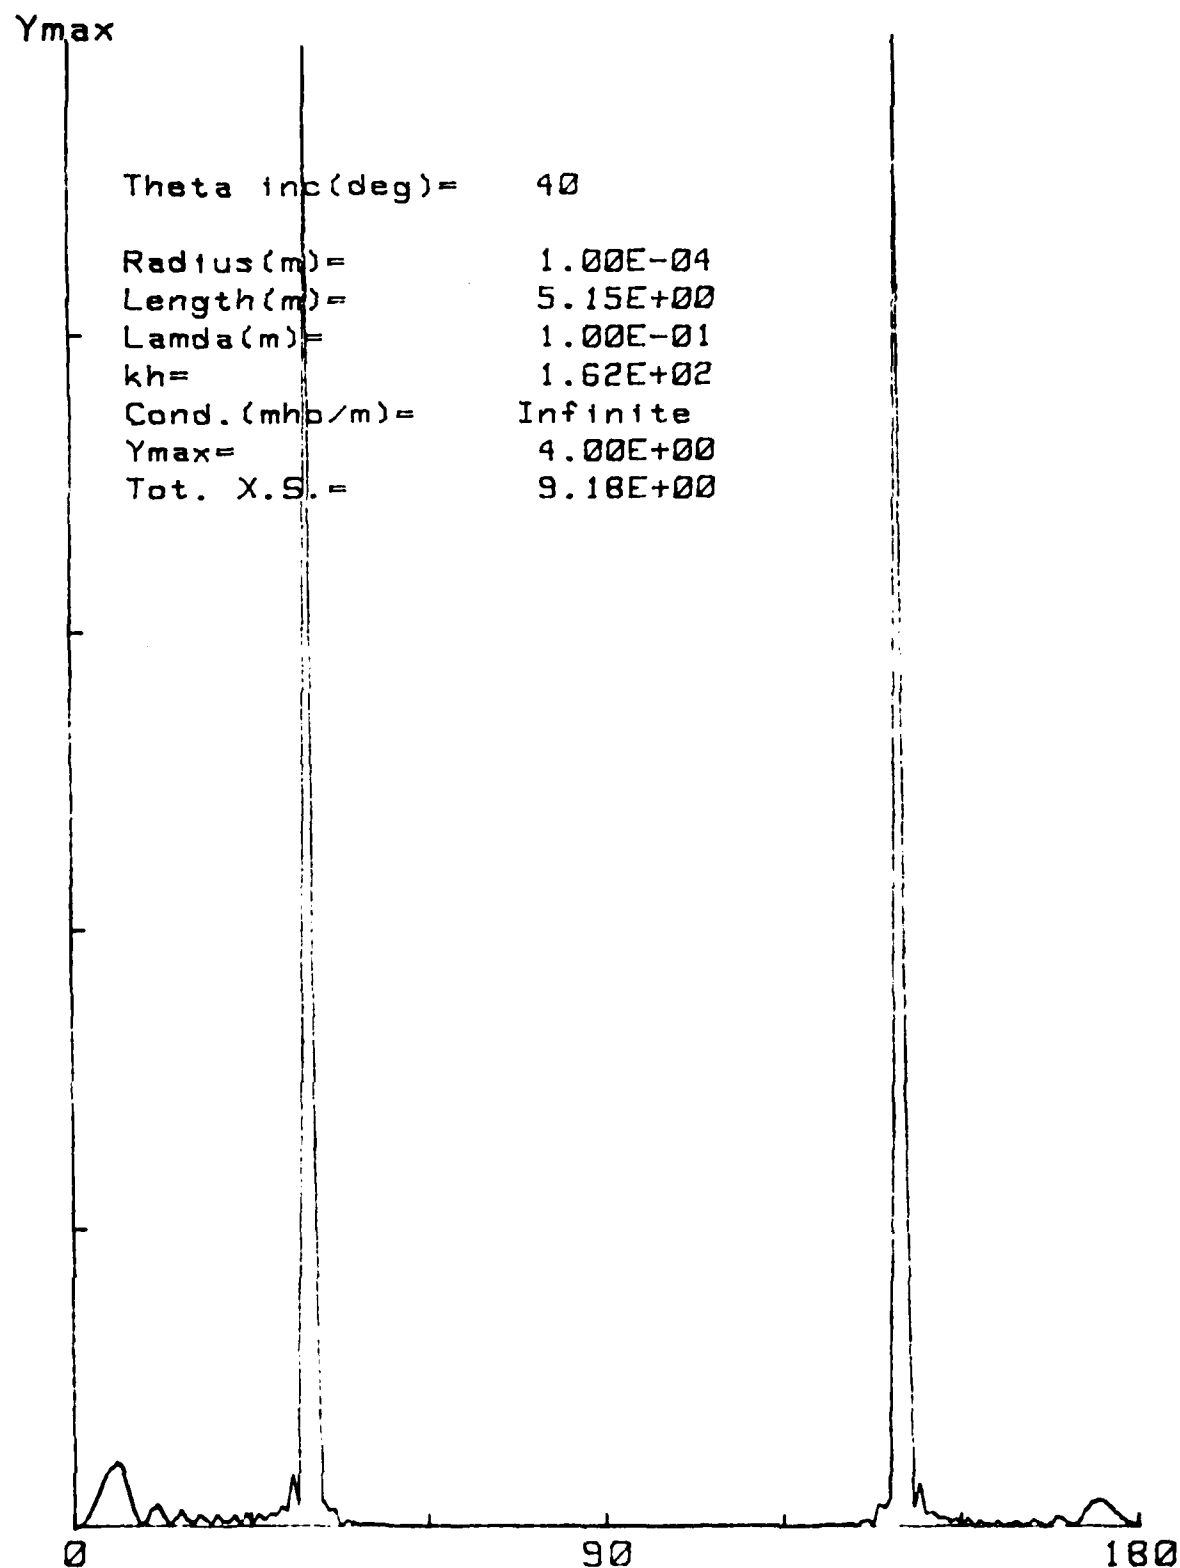 Ymax
Theta inc(deg)= 40
Radius(m)= 1.00E-04
Length(m)= 5.15E+00
Lamda(m)= 1.00E-01
kh= 1.62E+02
Cond.(mho/m)= Infinite
Ymax= 4.00E+00
Tot. X.S.= 9.18E+00
0 90 180